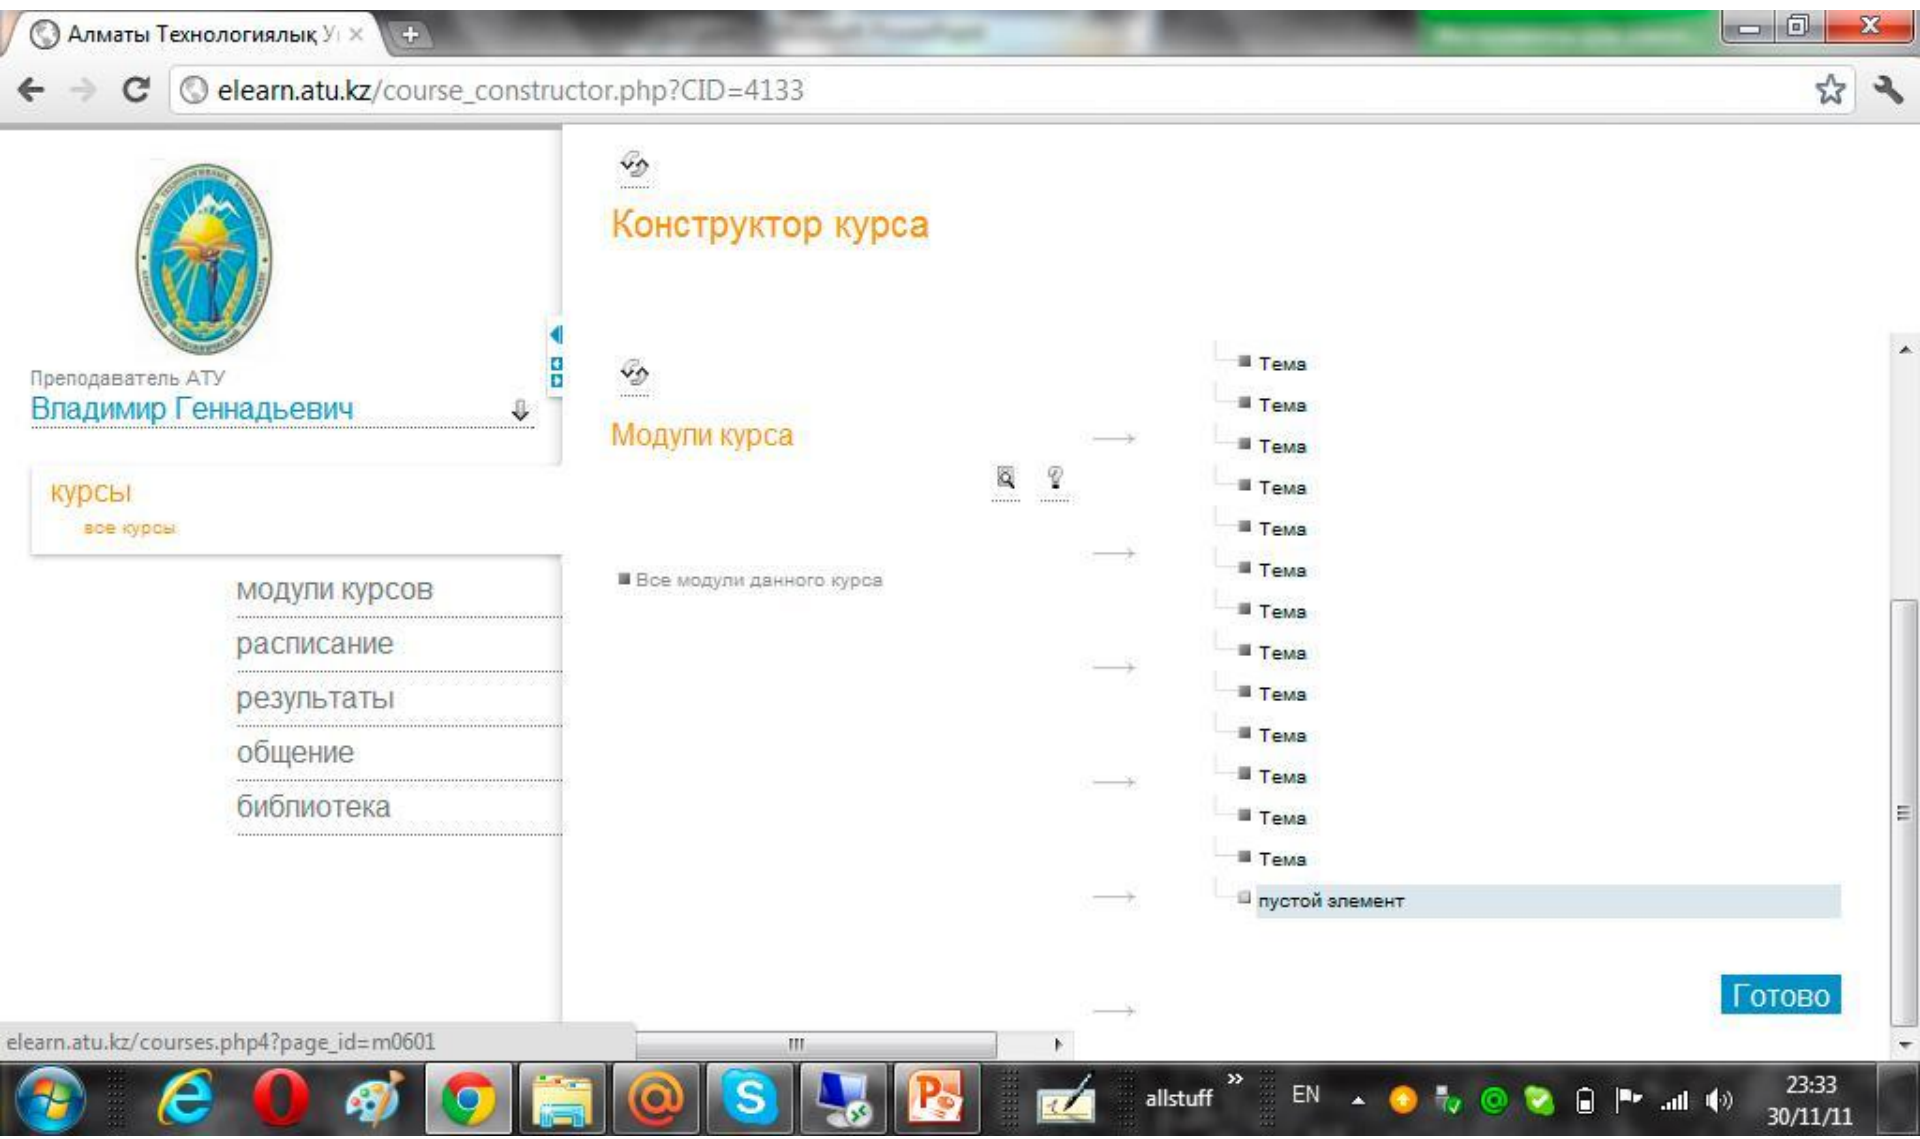 Алматы Технологиялық У
elearn.atu.kz/course_constructor.php?CID=4133
Конструктор курса
Преподаватель АТУ
Владимир Геннадьевич
курсы
все курсы
модули курсов
расписание
результаты
общение
библиотека
Модули курса
Все модули данного курса
Тема
Тема
Тема
Тема
Тема
Тема
Тема
Тема
Тема
Тема
Тема
Тема
Тема
пустой элемент
Готово
elearn.atu.kz/courses.php4?page_id=m0601
allstuff
EN
23:33
30/11/11